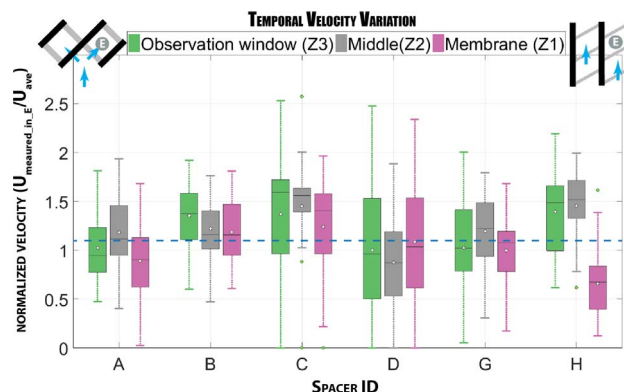 TEMPORAL VELOCITY VARIATION
E
E
Observation window (Z3) Middle(Z2) Membrane (Z1)
NORMALIZED VELOCITY (Umeaured_in_E/Uave)
2.5
2
1.5
1
0.5
0
A B C D G H
SPACER ID